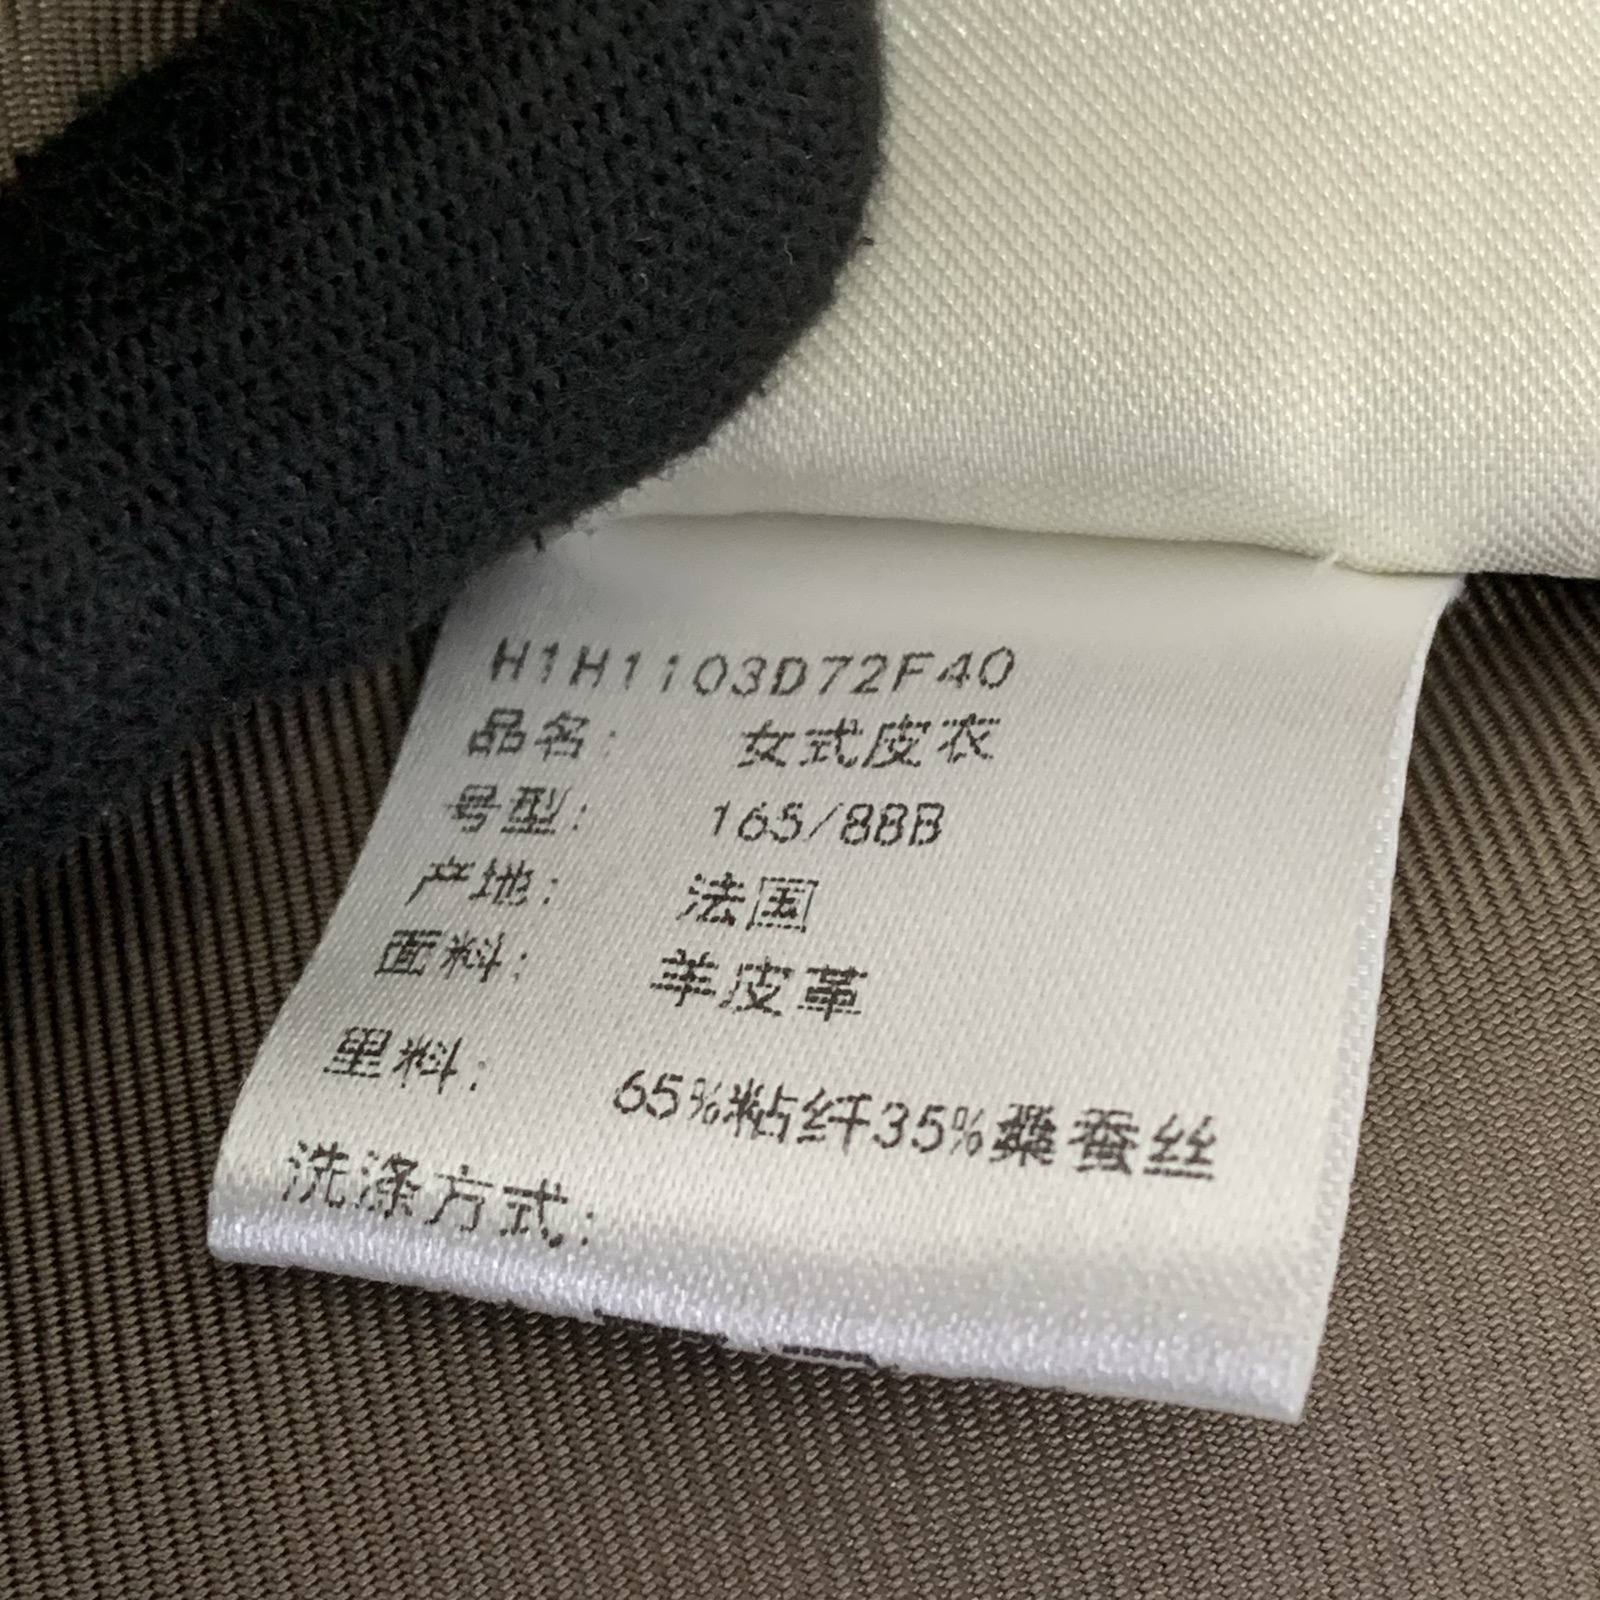 H1H1103D72F40
品名: 女式皮衣
号型: 165/88B
产地: 法国
面料: 羊皮革
里料: 65%粘纤35%桑蚕丝
洗涤方式: